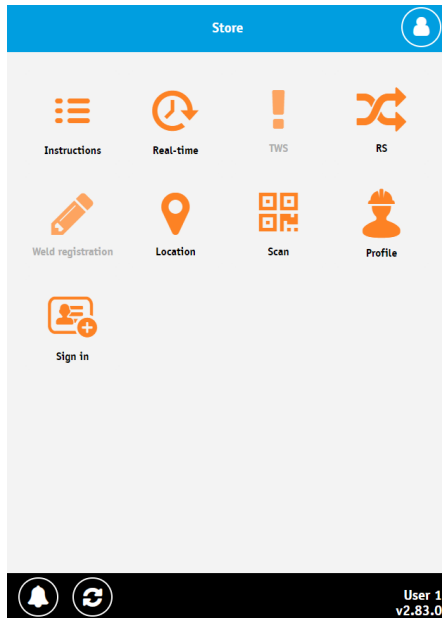 Store
Instructions
Real-time
TWS
RS
Weld registration
Location
Scan
Profile
Sign in
User 1
v2.83.0